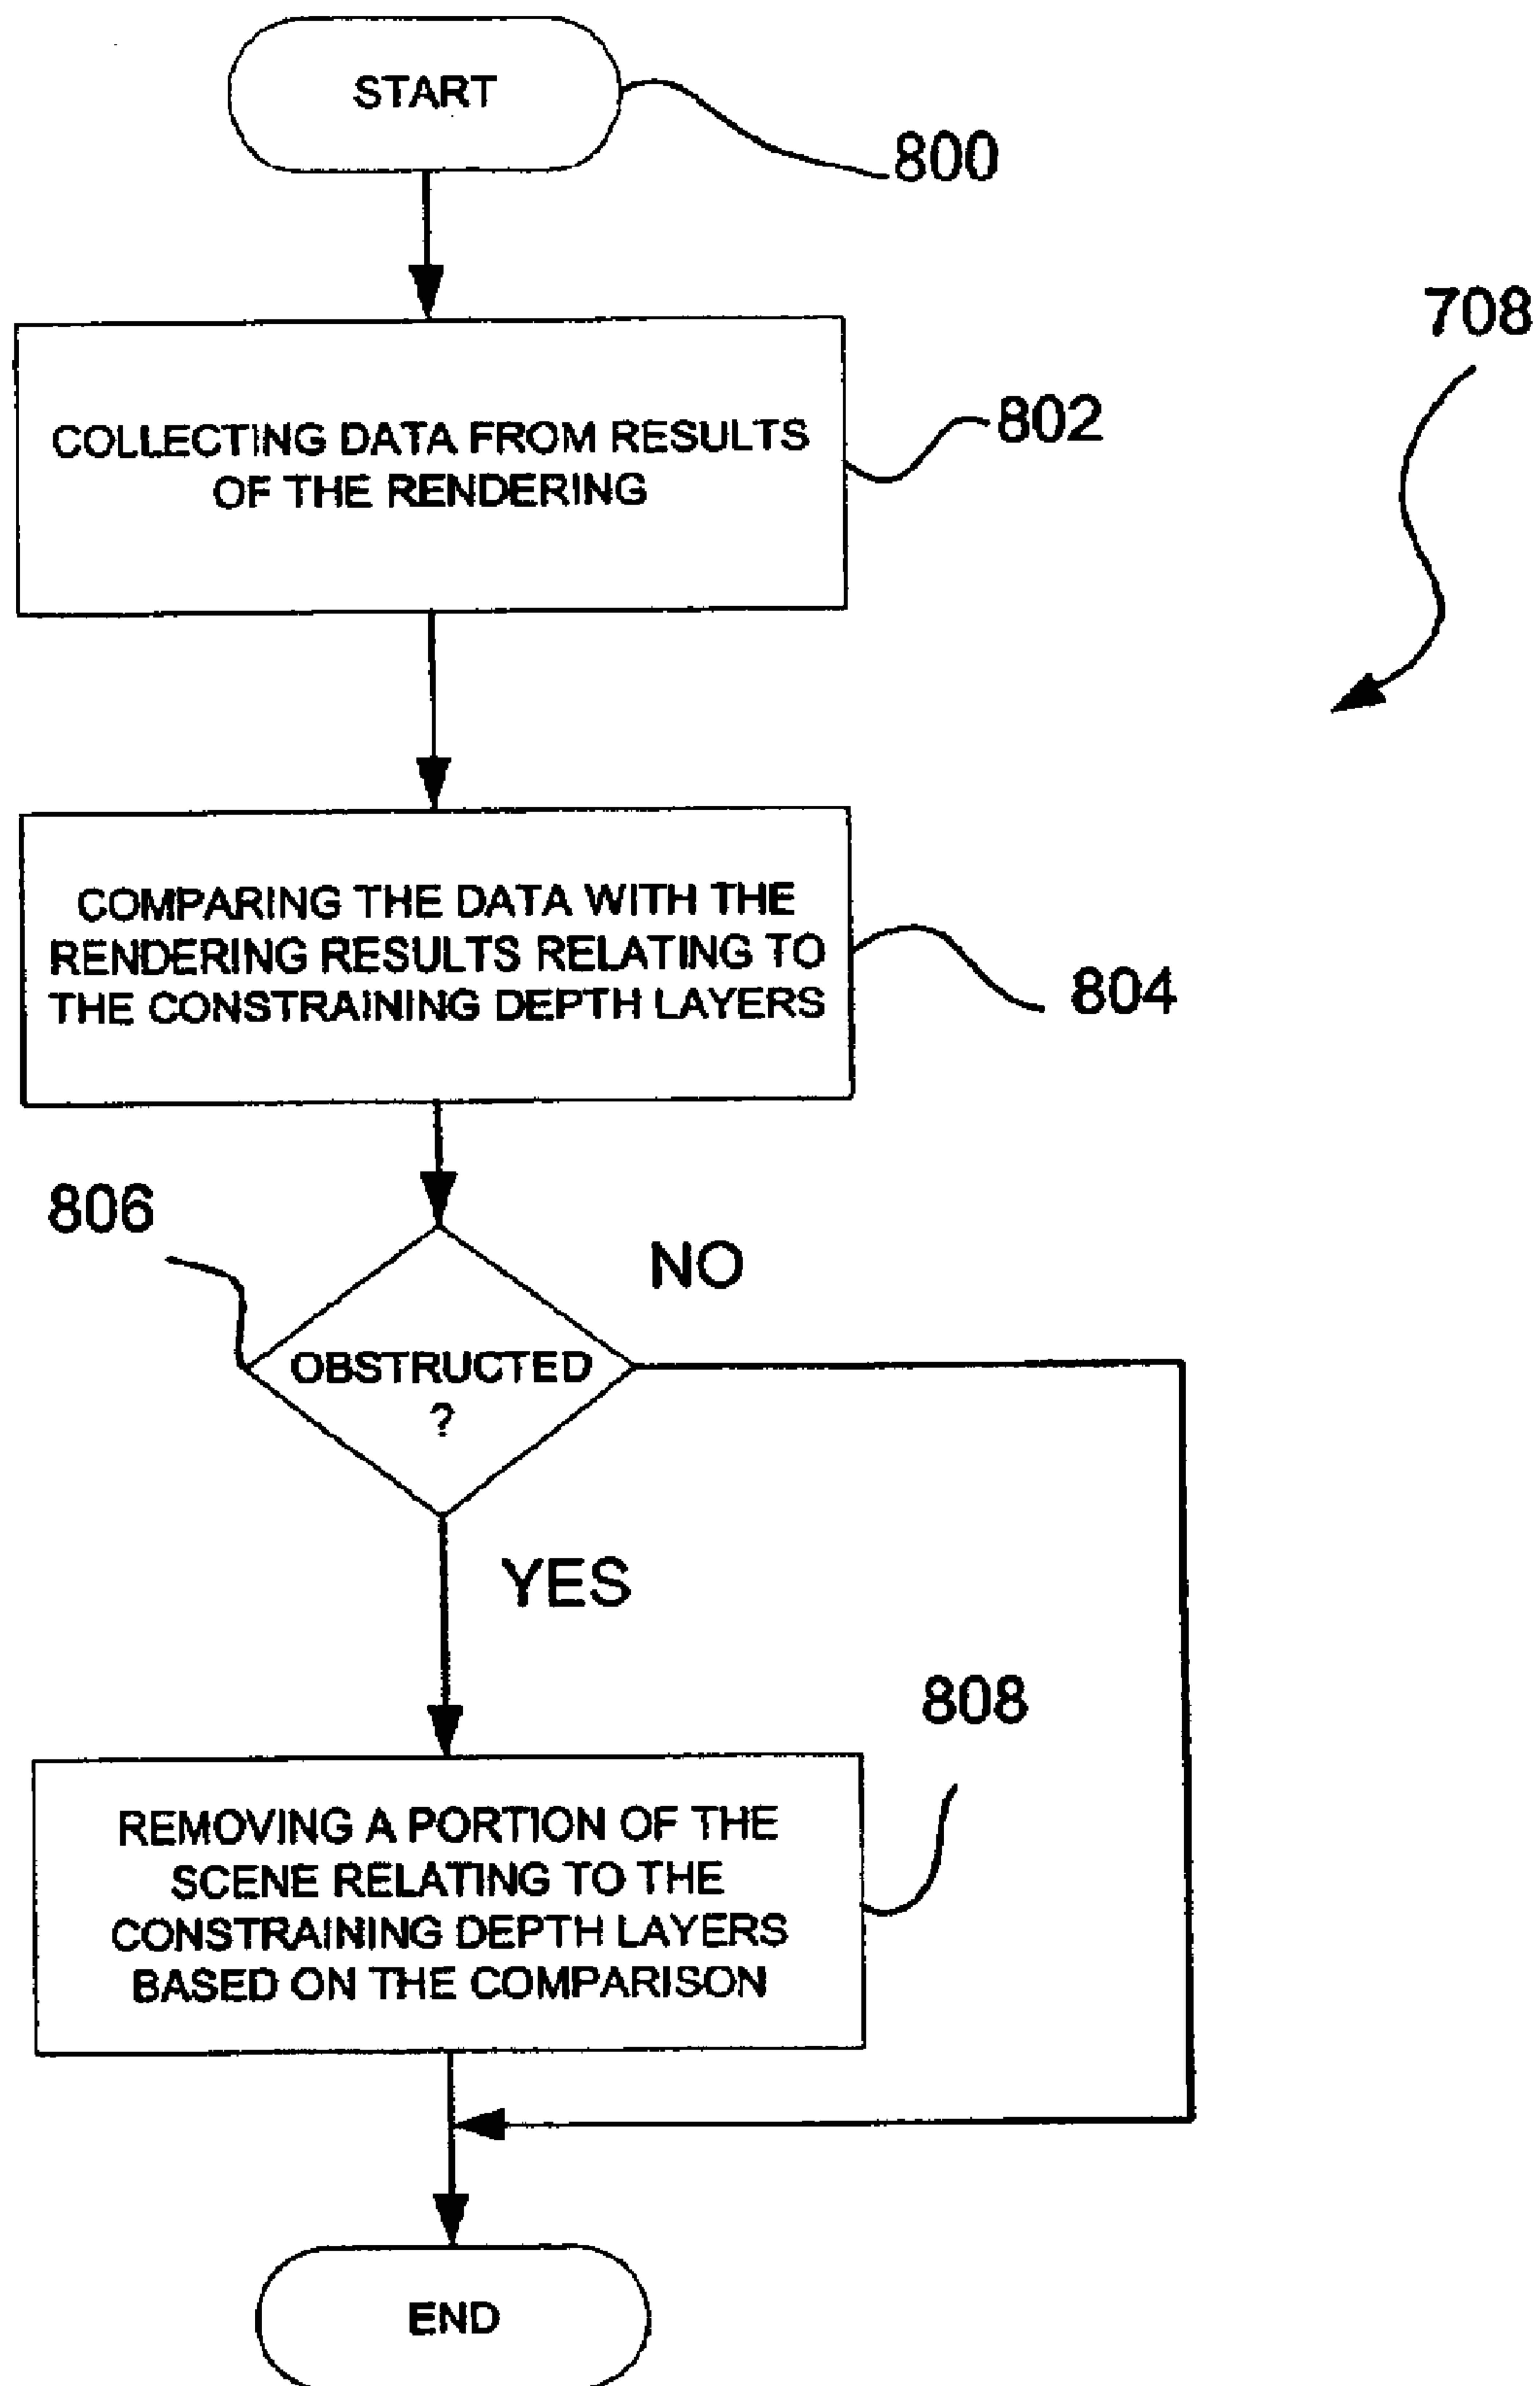 START
800
708
COLLECTING DATA FROM RESULTS
OF THE RENDERING
802
COMPARING THE DATA WITH THE
RENDERING RESULTS RELATING TO
THE CONSTRAINING DEPTH LAYERS
804
806
NO
OBSTRUCTED
?
YES
808
REMOVING A PORTION OF THE
SCENE RELATING TO THE
CONSTRAINING DEPTH LAYERS
BASED ON THE COMPARISON
END